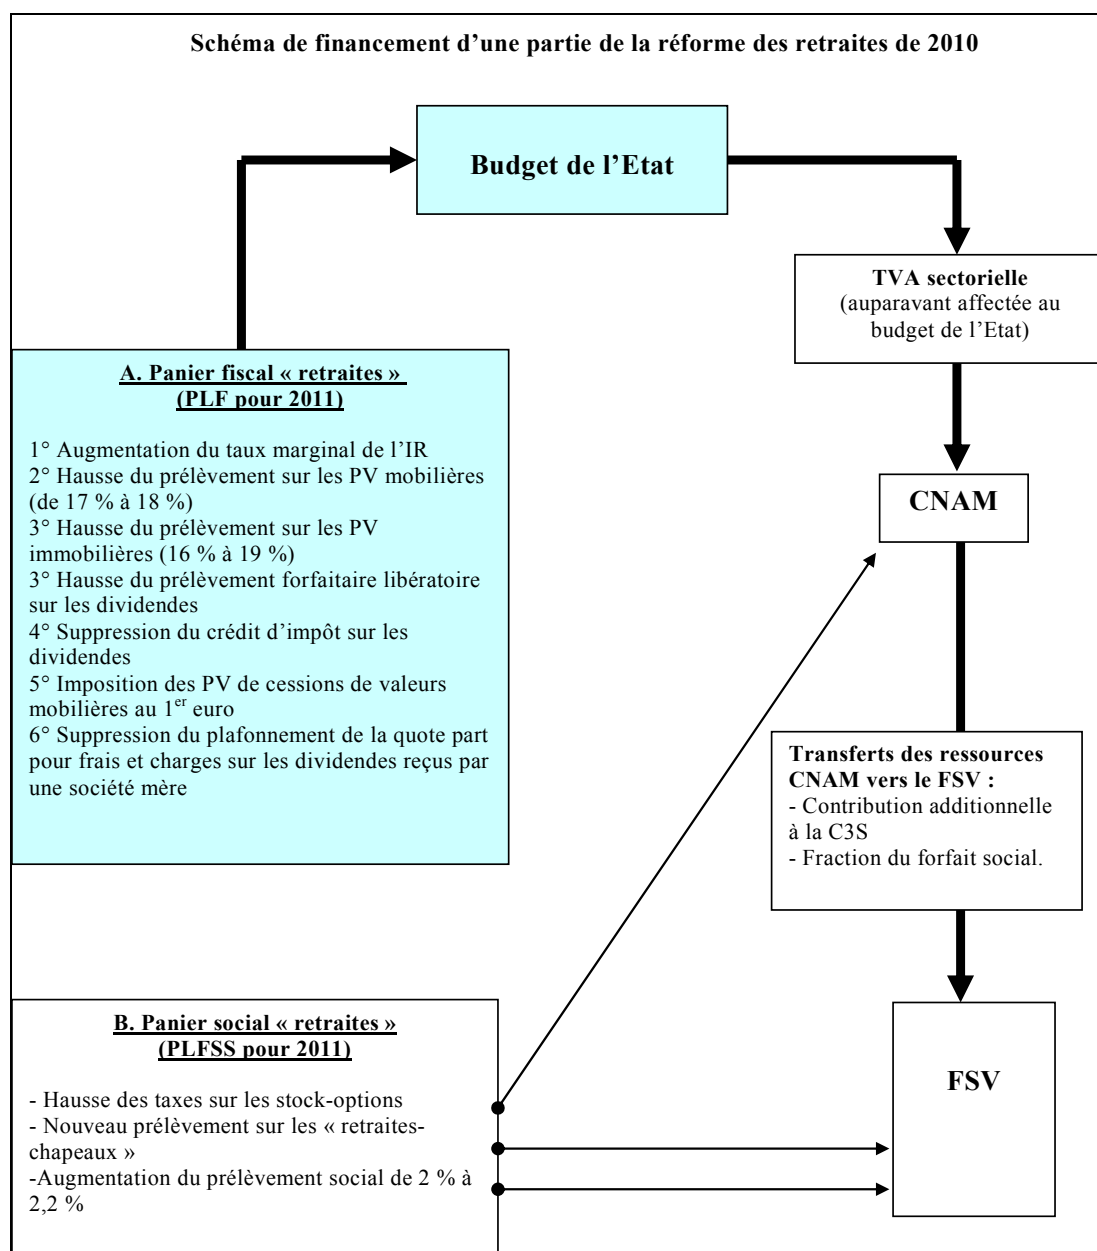 Schéma de financement d'une partie de la réforme des retraites de 2010
Budget de l'Etat
TVA sectorielle
(auparavant affectée au
budget de l'Etat)
A. Panier fiscal « retraites »
(PLF pour 2011)
1° Augmentation du taux marginal de l'IR
2° Hausse du prélèvement sur les PV mobilières
(de 17 % à 18 %)
3° Hausse du prélèvement sur les PV
immobilières (16 % à 19 %)
3° Hausse du prélèvement forfaitaire libératoire
sur les dividendes
4° Suppression du crédit d'impôt sur les
dividendes
5° Imposition des PV de cessions de valeurs
mobilières au 1er euro
6° Suppression du plafonnement de la quote part
pour frais et charges sur les dividendes reçus par
une société mère
CNAM
Transferts des ressources
CNAM vers le FSV :
- Contribution additionnelle
à la C3S
- Fraction du forfait social.
B. Panier social « retraites »
(PLFSS pour 2011)
- Hausse des taxes sur les stock-options
- Nouveau prélèvement sur les « retraites-
chapeaux »
-Augmentation du prélèvement social de 2 % à
2,2 %
FSV